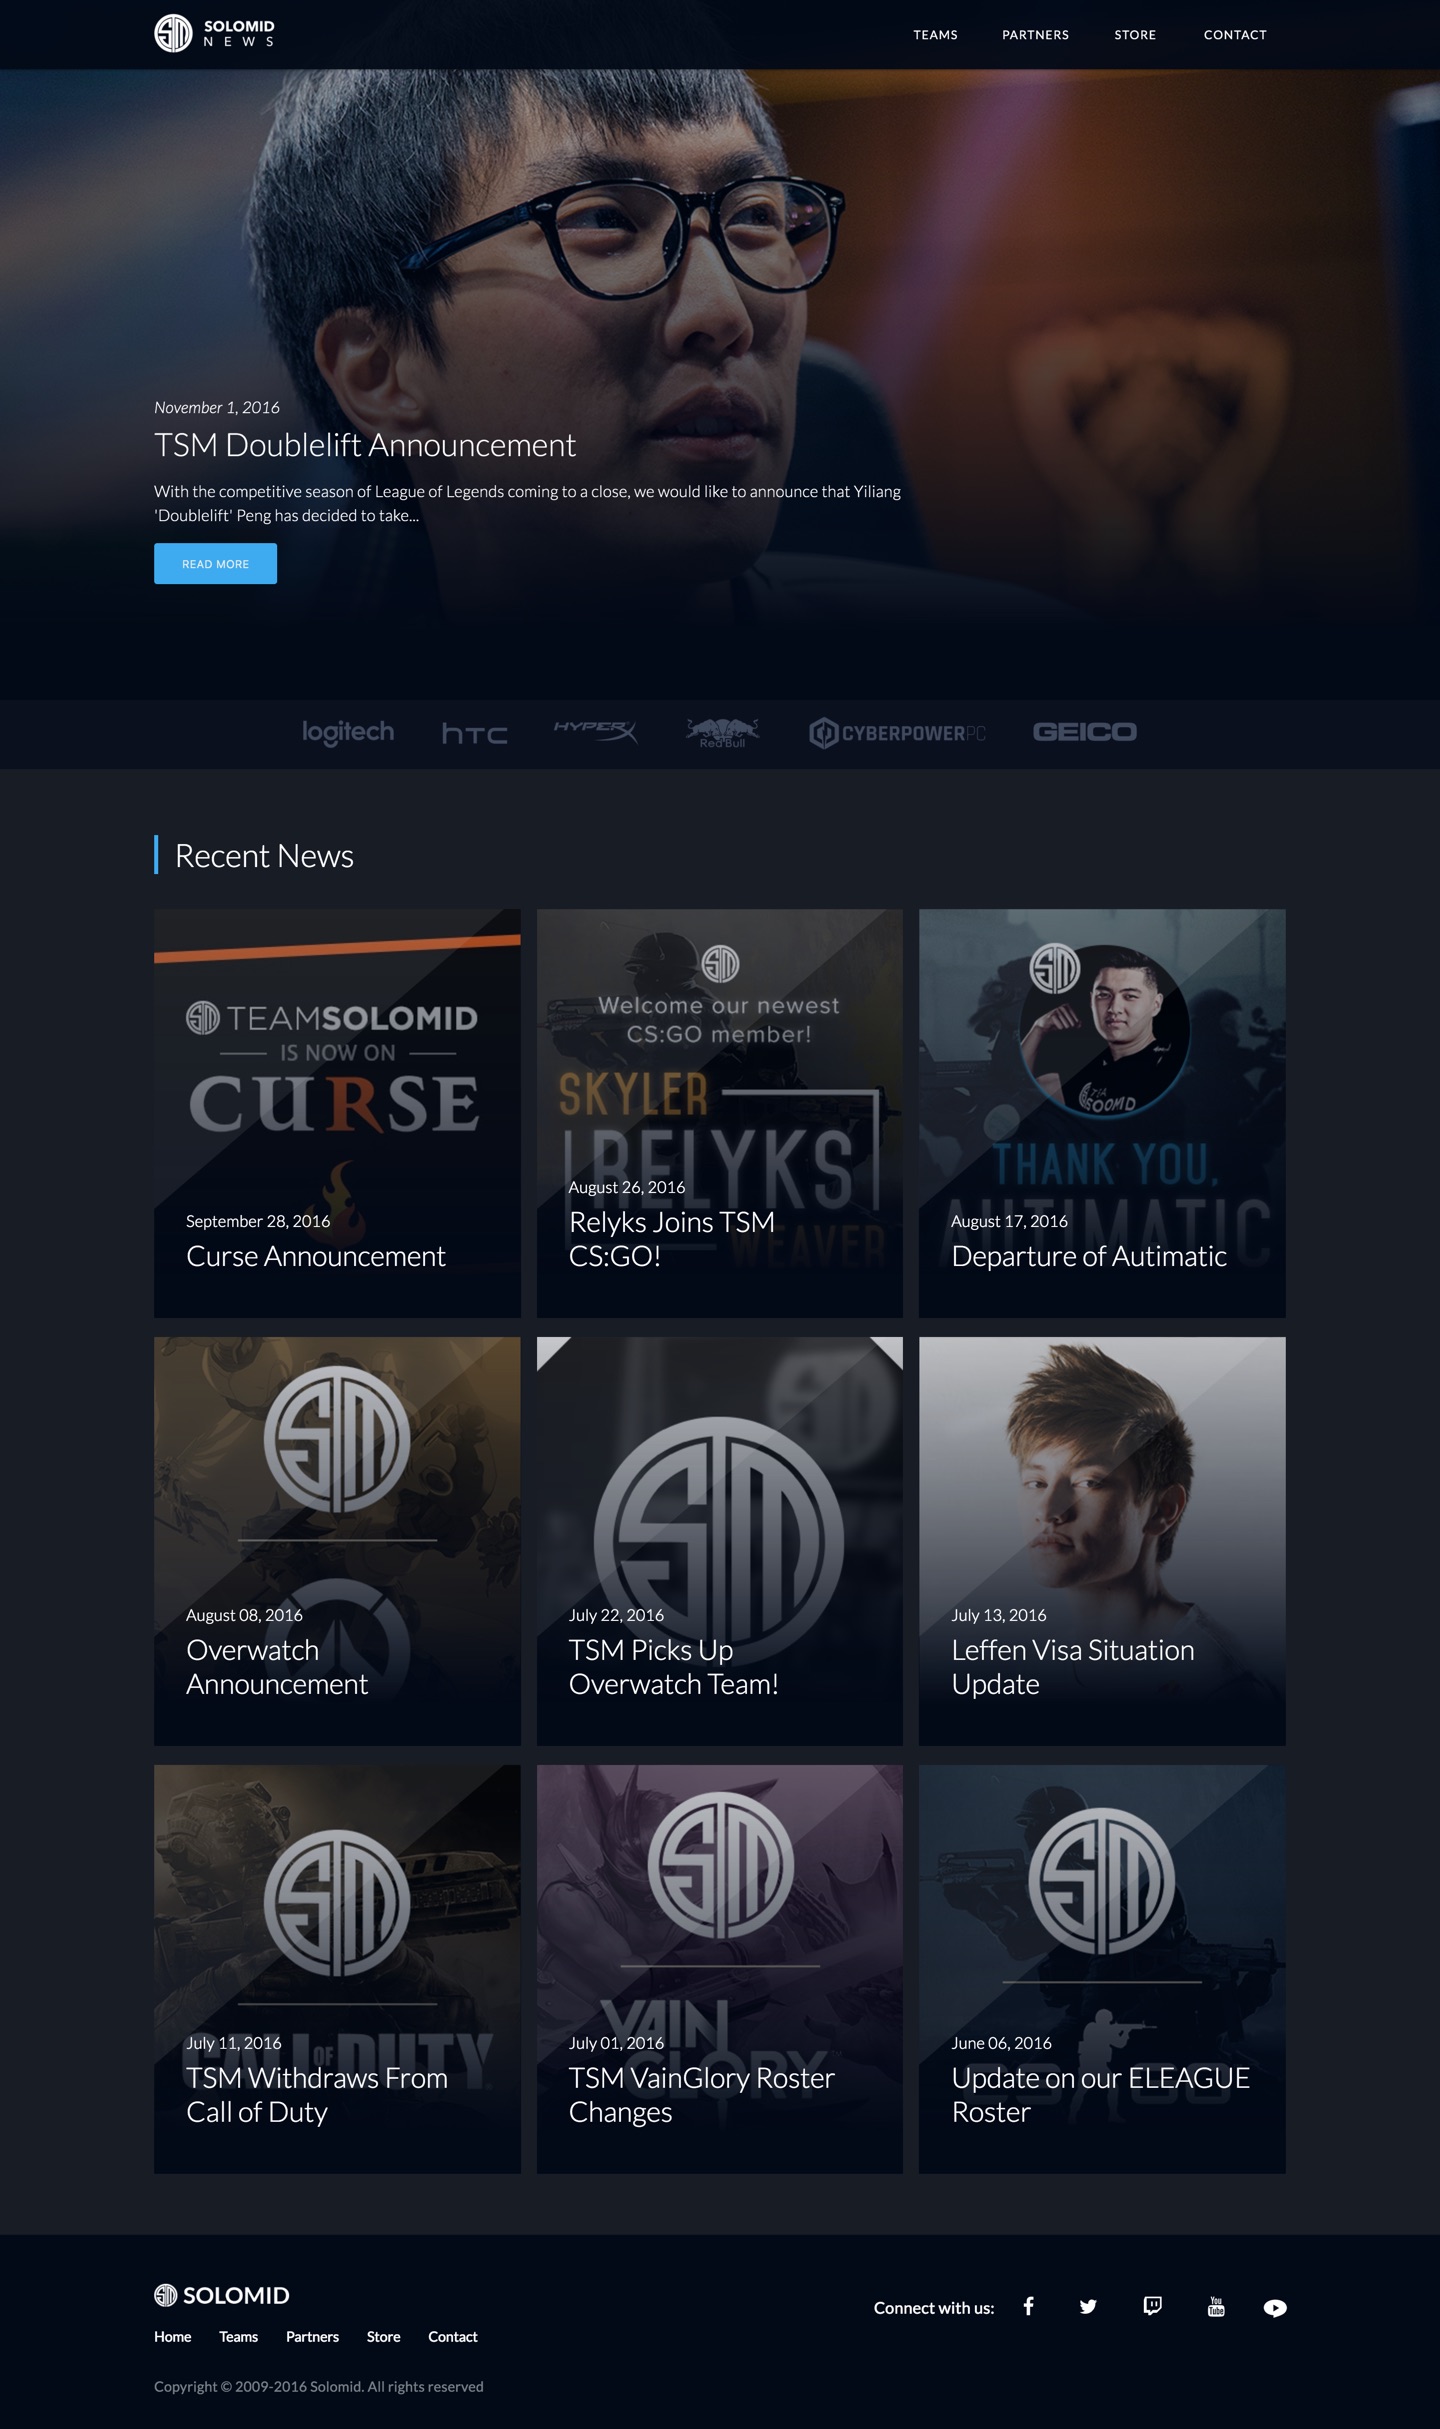 SOLOMID
NEWS
TEAMS
PARTNERS
STORE
CONTACT
November 1, 2016
TSM Doublelift Announcement
With the competitive season of League of Legends coming to a close, we would like to announce that Yiliang
'Doublelift' Peng has decided to take...
READ MORE
logitech
hTC
HYPERX
Red Bull
CYBERPOWERPC
GEICO
Recent News
TEAMSOLOMID
IS NOW ON
CURSE
September 28, 2016
Curse Announcement
Welcome our newest
CS:GO member!
SKYLER
RELYKS
WEAVER
August 26, 2016
Relyks Joins TSM
CS:GO!
THANK YOU,
AUTIMATIC
August 17, 2016
Departure of Autimatic
August 08, 2016
Overwatch
Announcement
July 22, 2016
TSM Picks Up
Overwatch Team!
July 13, 2016
Leffen Visa Situation
Update
CALL OF DUTY
July 11, 2016
TSM Withdraws From
Call of Duty
VAIN
GLORY
July 01, 2016
TSM VainGlory Roster
Changes
June 06, 2016
Update on our ELEAGUE
Roster
SOLOMID
Home
Teams
Partners
Store
Contact
Connect with us:
You
Tube
Copyright © 2009-2016 Solomid. All rights reserved